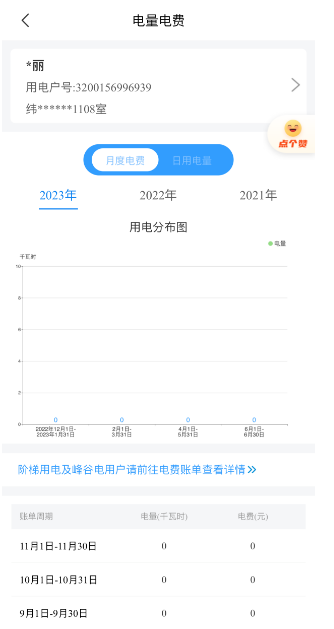 电量电费
*丽
用电户号:3200156996939
纬******1108室
点个赞
月度电费 日用电量
2023年 2022年 2021年
用电分布图
电量
千瓦时
10
8
6
4
2
0
0 0 0 0
2022年12月1日- 2月1日- 4月1日- 6月1日-
2023年1月31日 3月31日 5月31日 6月30日
阶梯用电及峰谷电用户请前往电费账单查看详情
账单周期 电量(千瓦时) 电费(元)
11月1日-11月30日 0 0
10月1日-10月31日 0 0
9月1日-9月30日 0 0